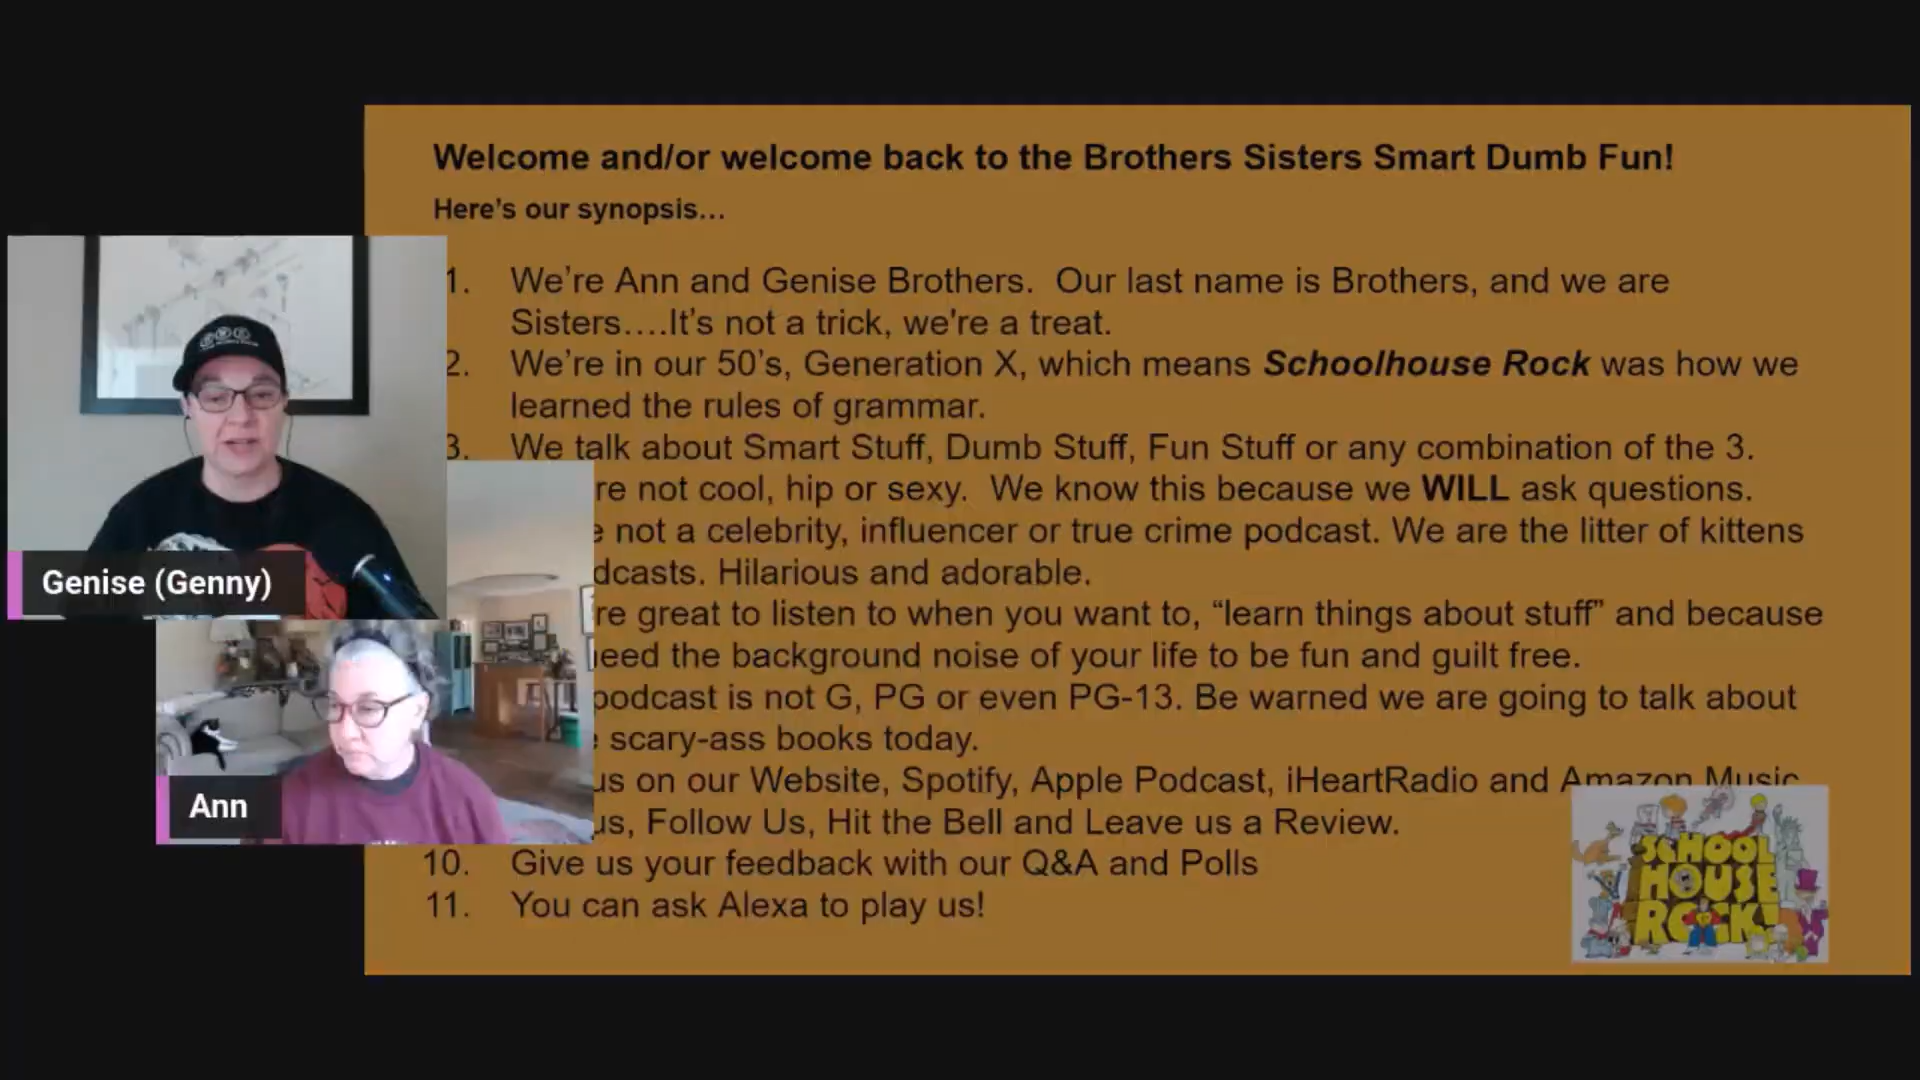 Welcome and/or welcome back to the Brothers Sisters Smart Dumb Fun!
Here's our synopsis…
1. We're Ann and Genise Brothers. Our last name is Brothers, and we are
Sisters….It's not a trick, we're a treat.
2. We're in our 50's, Generation X, which means Schoolhouse Rock was how we
learned the rules of grammar.
3. We talk about Smart Stuff, Dumb Stuff, Fun Stuff or any combination of the 3.
re not cool, hip or sexy. We know this because we WILL ask questions.
not a celebrity, influencer or true crime podcast. We are the litter of kittens
dcasts. Hilarious and adorable.
re great to listen to when you want to, “learn things about stuff” and because
eed the background noise of your life to be fun and guilt free.
podcast is not G, PG or even PG-13. Be warned we are going to talk about
scary-ass books today.
us on our Website, Spotify, Apple Podcast, iHeartRadio and Amazon Music
us, Follow Us, Hit the Bell and Leave us a Review.
10. Give us your feedback with our Q&A and Polls
11. You can ask Alexa to play us!
Genise (Genny)
Ann
SCHOOL
HOUSE
ROCK!